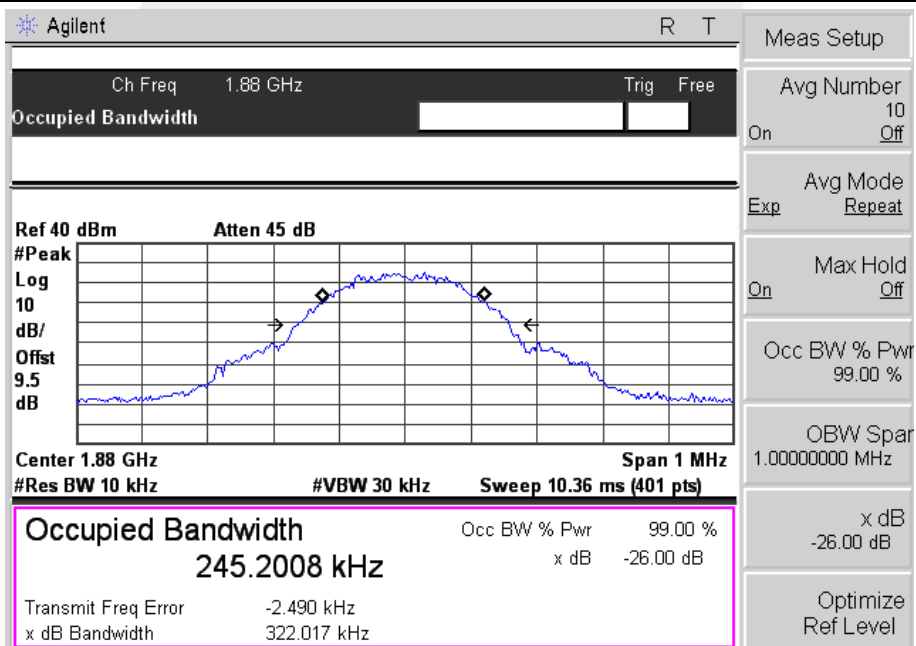 Agilent R T
Ch Freq 1.88 GHz Trig Free
Occupied Bandwidth
Ref 40 dBm Atten 45 dB
#Peak
Log
10
dB/
Offst
9.5
dB
Center 1.88 GHz Span 1 MHz
#Res BW 10 kHz #VBW 30 kHz Sweep 10.36 ms (401 pts)
Occupied Bandwidth
245.2008 kHz
Occ BW % Pwr 99.00 %
x dB -26.00 dB
Transmit Freq Error -2.490 kHz
x dB Bandwidth 322.017 kHz
Meas Setup
Avg Number
10
On Off
Avg Mode
Exp Repeat
Max Hold
On Off
Occ BW % Pwr
99.00 %
OBW Span
1.00000000 MHz
x dB
-26.00 dB
Optimize
Ref Level